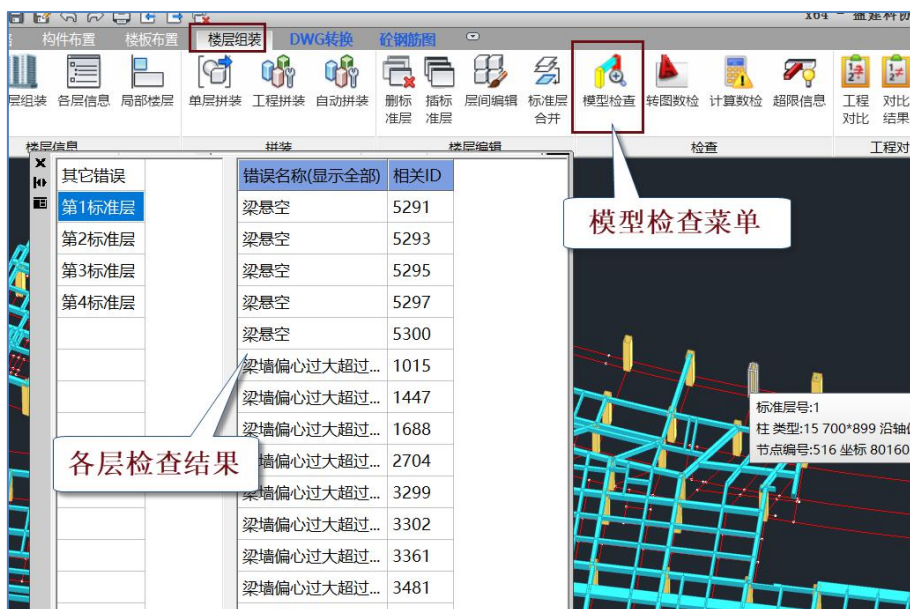 x64 - 盈建科协
构件布置 楼板布置 楼层组装 DWG转换 砼钢筋图
层组装 各层信息 局部楼层 单层拼装 工程拼装 自动拼装 删标准层 插标准层 层间编辑 标准层合并 模型检查 转图数检 计算数检 超限信息 工程对比 对比结果
楼层信息 拼装 楼层编辑 检查 工程对
其它错误
第1标准层
第2标准层
第3标准层
第4标准层
错误名称(显示全部) 相关ID
梁悬空 5291
梁悬空 5293
梁悬空 5295
梁悬空 5297
梁悬空 5300
梁墙偏心过大超过... 1015
梁墙偏心过大超过... 1447
梁墙偏心过大超过... 1688
墙偏心过大超过... 2704
梁墙偏心过大超过... 3299
梁墙偏心过大超过... 3302
梁墙偏心过大超过... 3361
梁墙偏心过大超过... 3481
模型检查菜单
各层检查结果
标准层号:1
柱 类型:15 700*899 沿轴
节点编号:516 坐标 80160